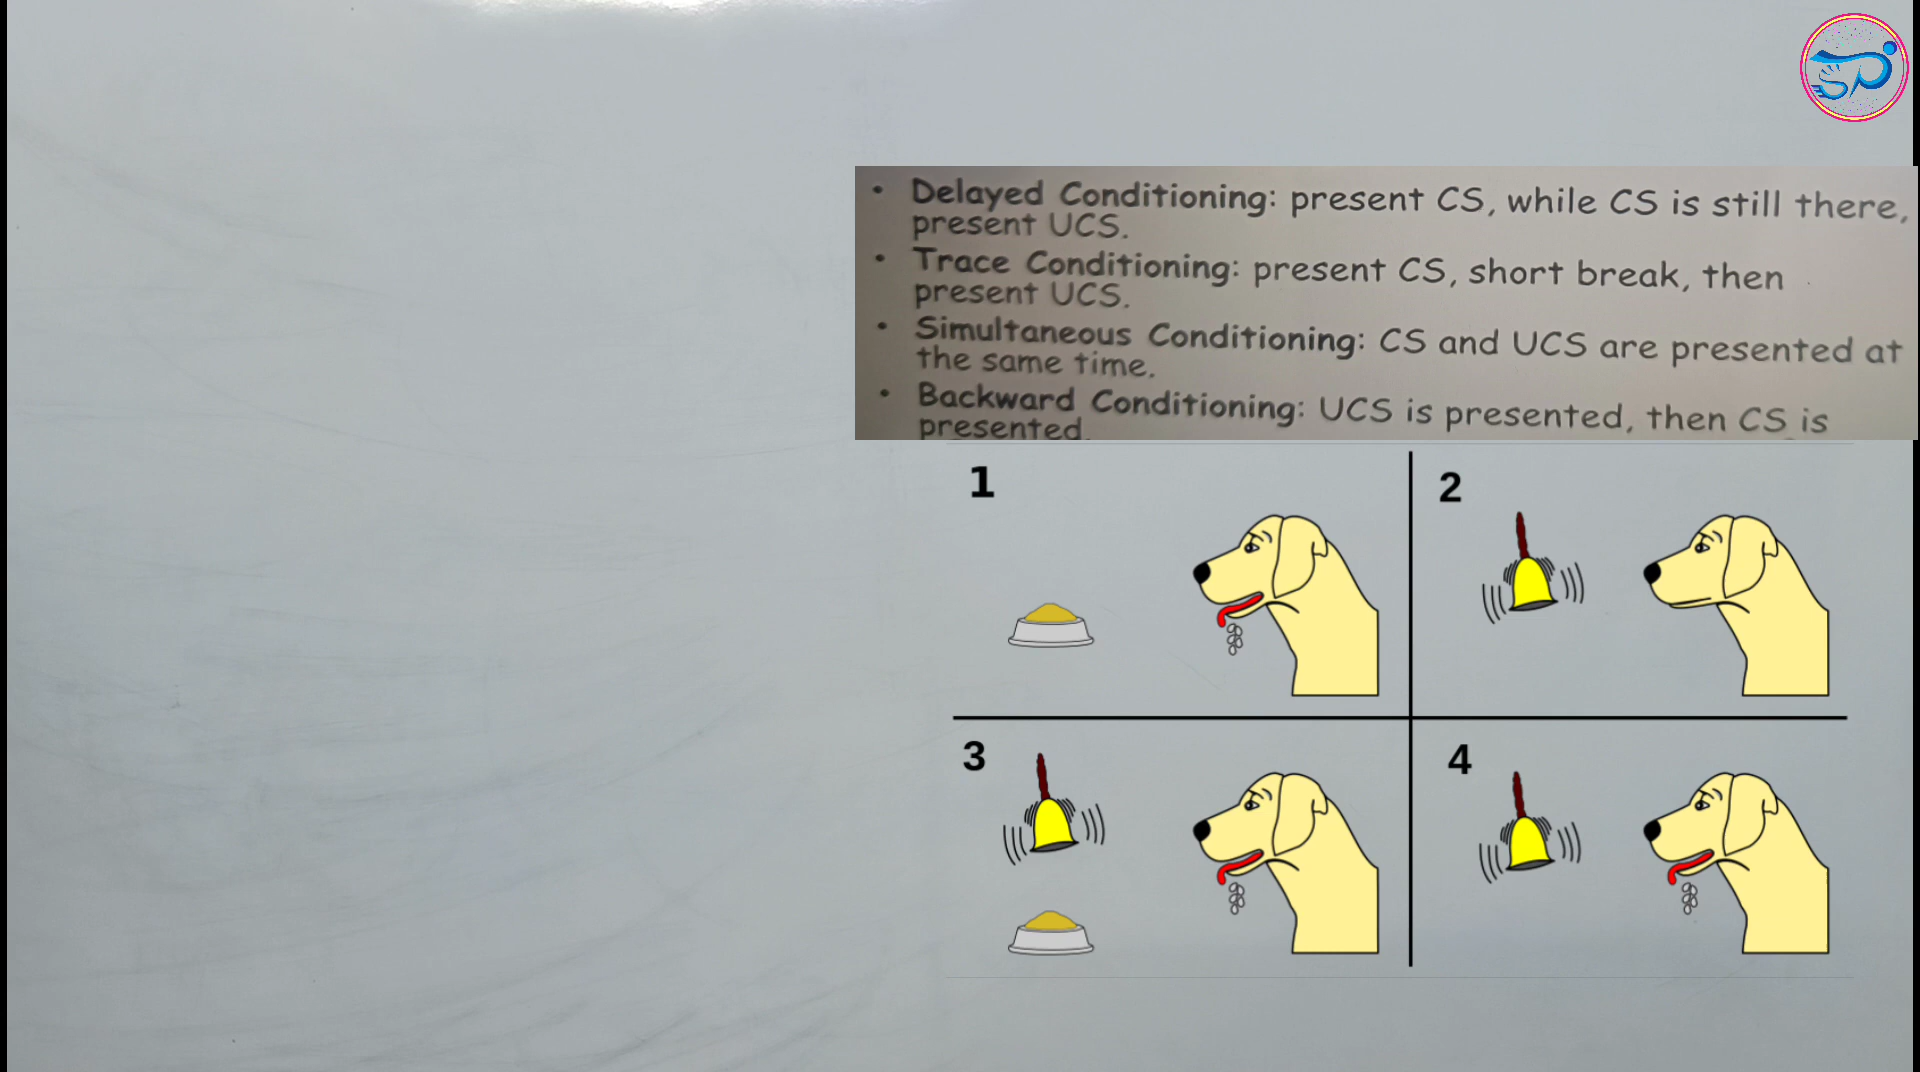 • Delayed Conditioning: present CS, while CS is still there,
present UCS.
• Trace Conditioning: present CS, short break, then
present UCS.
• Simultaneous Conditioning: CS and UCS are presented at
the same time.
• Backward Conditioning: UCS is presented, then CS is
presented.
1
2
3
4